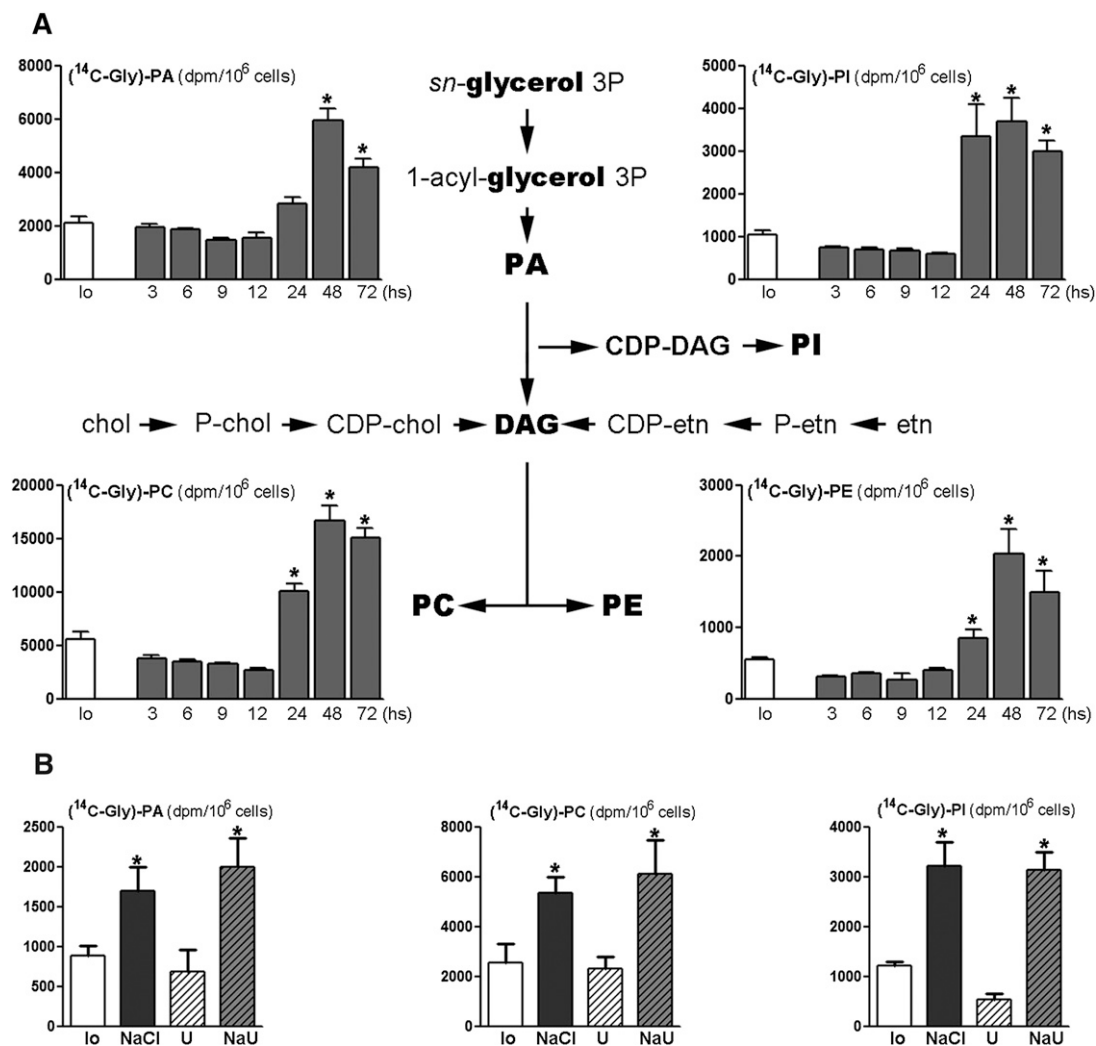 A
(14C-Gly)-PA (dpm/10^6 cells)
8000
6000
4000
2000
0
* *
Io 3 6 9 12 24 48 72 (hs)
sn-glycerol 3P
1-acyl-glycerol 3P
PA
(14C-Gly)-PI (dpm/10^6 cells)
5000
4000
3000
2000
1000
0
* * *
Io 3 6 9 12 24 48 72 (hs)
CDP-DAG PI
chol P-chol CDP-chol DAG CDP-etn P-etn etn
(14C-Gly)-PC (dpm/10^6 cells)
20000
15000
10000
5000
0
* * *
Io 3 6 9 12 24 48 72 (hs)
PC PE
(14C-Gly)-PE (dpm/10^6 cells)
3000
2000
1000
0
* * *
Io 3 6 9 12 24 48 72 (hs)
B
(14C-Gly)-PA (dpm/10^6 cells)
2500
2000
1500
1000
500
0
* *
Io NaCl U NaU
(14C-Gly)-PC (dpm/10^6 cells)
8000
6000
4000
2000
0
* *
Io NaCl U NaU
(14C-Gly)-PI (dpm/10^6 cells)
4000
3000
2000
1000
0
* *
Io NaCl U NaU